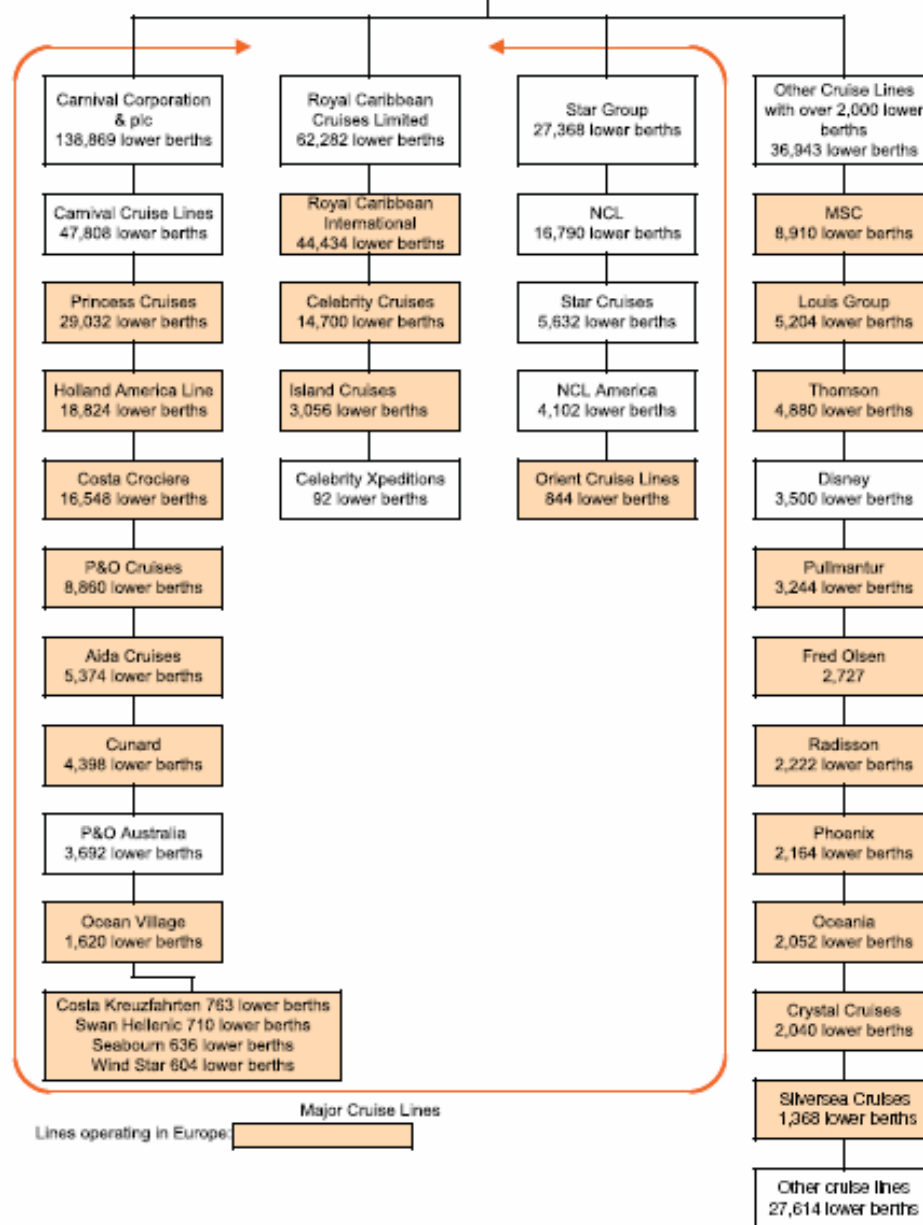 Carnival Corporation
& plc
138,869 lower berths
Carnival Cruise Lines
47,808 lower berths
Princess Cruises
29,032 lower berths
Holland America Line
18,824 lower berths
Costa Crociere
16,548 lower berths
P&O Cruises
8,860 lower berths
Aida Cruises
5,374 lower berths
Cunard
4,398 lower berths
P&O Australia
3,692 lower berths
Ocean Village
1,620 lower berths
Costa Kreuzfahrten 763 lower berths
Swan Hellenic 710 lower berths
Seabourn 636 lower berths
Wind Star 604 lower berths
Royal Caribbean
Cruises Limited
62,282 lower berths
Royal Caribbean
International
44,434 lower berths
Celebrity Cruises
14,700 lower berths
Island Cruises
3,056 lower berths
Celebrity Xpeditions
92 lower berths
Star Group
27,368 lower berths
NCL
16,790 lower berths
Star Cruises
5,632 lower berths
NCL America
4,102 lower berths
Orient Cruise Lines
844 lower berths
Other Cruise Lines
with over 2,000 lower
berths
36,943 lower berths
MSC
8,910 lower berths
Louis Group
5,204 lower berths
Thomson
4,880 lower berths
Disney
3,500 lower berths
Pullmantur
3,244 lower berths
Fred Olsen
2,727
Radisson
2,222 lower berths
Phoenix
2,164 lower berths
Oceania
2,052 lower berths
Crystal Cruises
2,040 lower berths
Silversea Cruises
1,368 lower berths
Other cruise lines
27,614 lower berths
Major Cruise Lines
Lines operating in Europe: